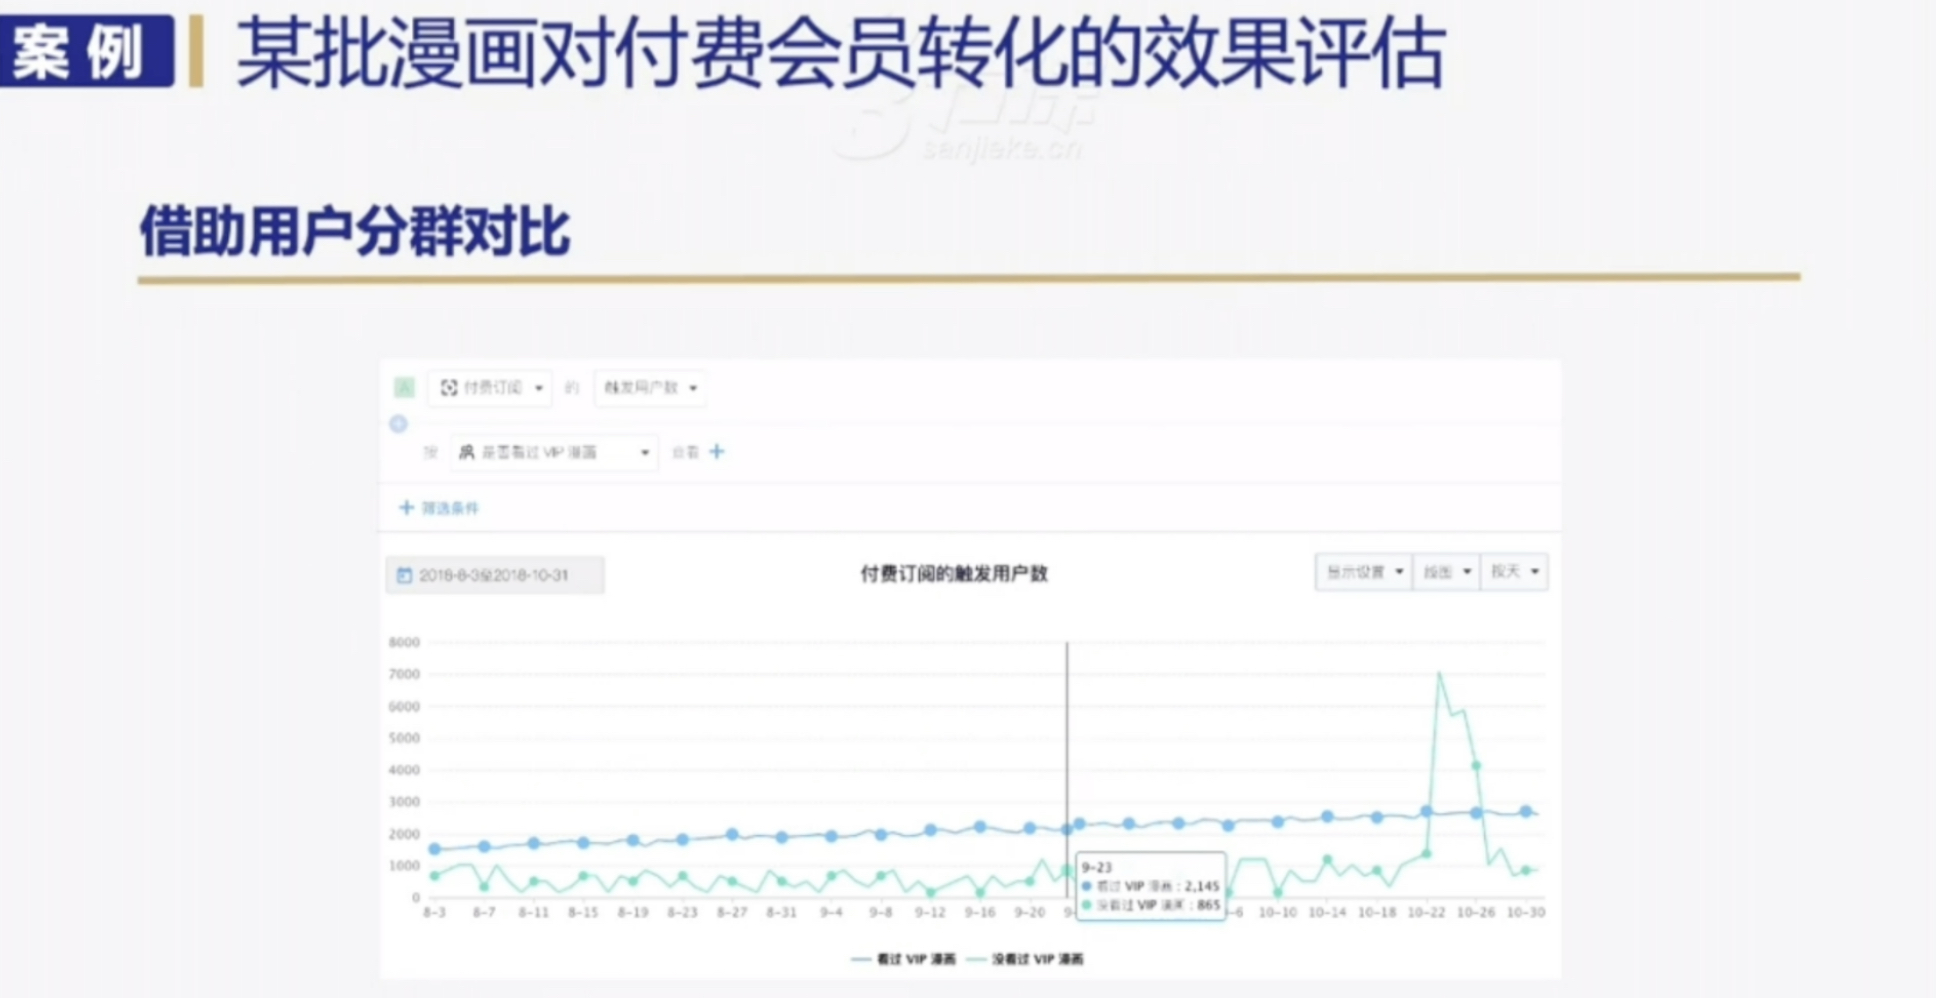 案例 某批漫画对付费会员转化的效果评估
sanjieke.cn
借助用户分群对比
A 付费订阅 的 触发用户数
按 是否看过 VIP 漫画 查看
筛选条件
2018-8-3至2018-10-31 付费订阅的触发用户数 显示设置 线图 按天
8000
7000
6000
5000
4000
3000
2000
1000
0
9-23
看过 VIP 漫画 : 2,145
没看过 VIP 漫画 : 865
8-3 8-7 8-11 8-15 8-19 8-23 8-27 8-31 9-4 9-8 9-12 9-16 9-20 9- -6 10-10 10-14 10-18 10-22 10-26 10-30
看过 VIP 漫画 没看过 VIP 漫画